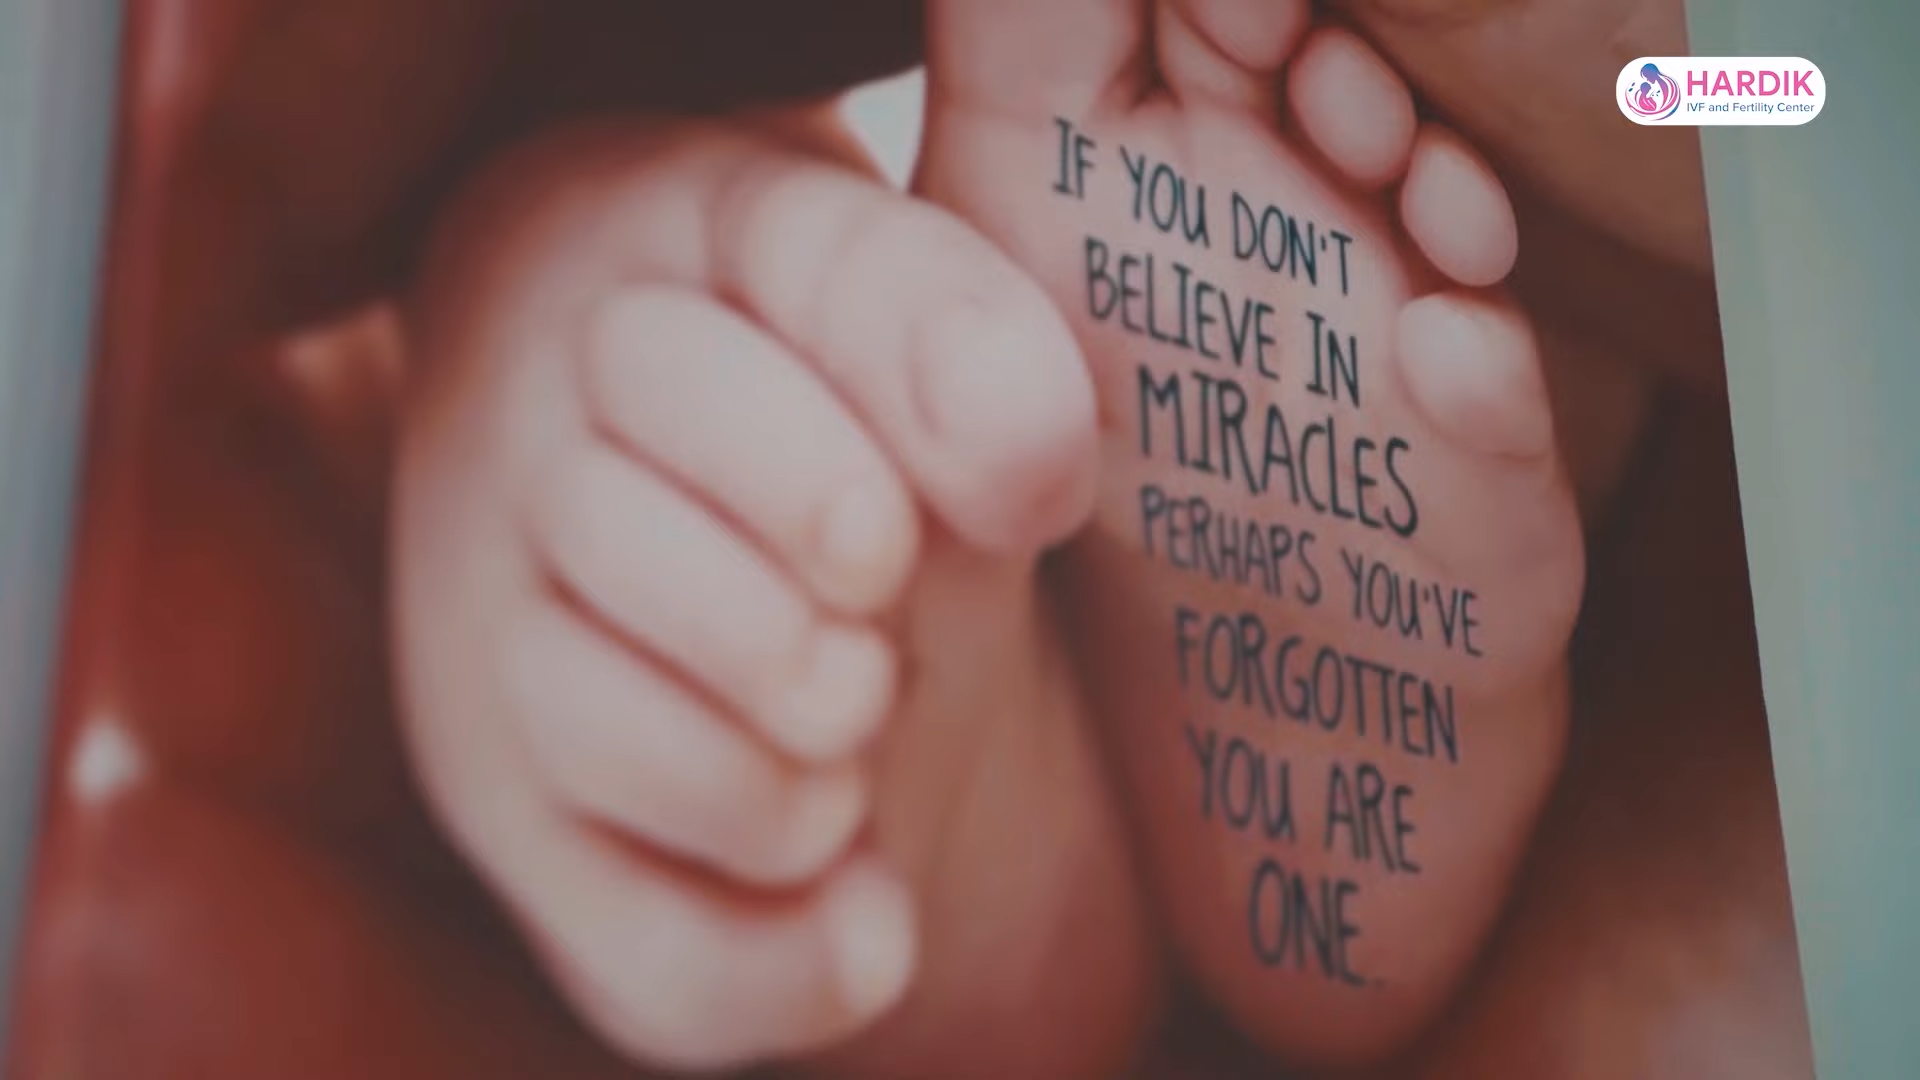 HARDIK
IVF and Fertility Center
IF YOU DON'T
BELIEVE IN
MIRACLES
PERHAPS YOU'VE
FORGOTTEN
YOU ARE
ONE.